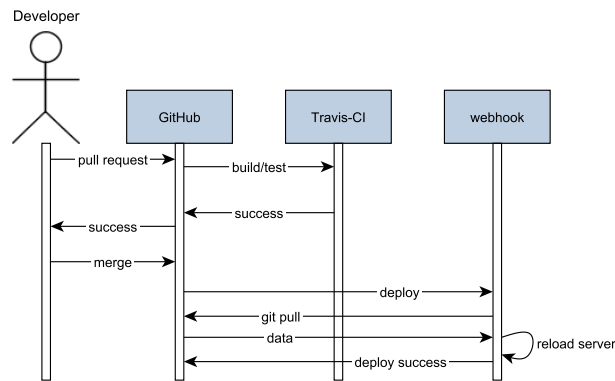 Developer
GitHub
Travis-CI
webhook
pull request
build/test
success
success
merge
deploy
git pull
data
reload server
deploy success